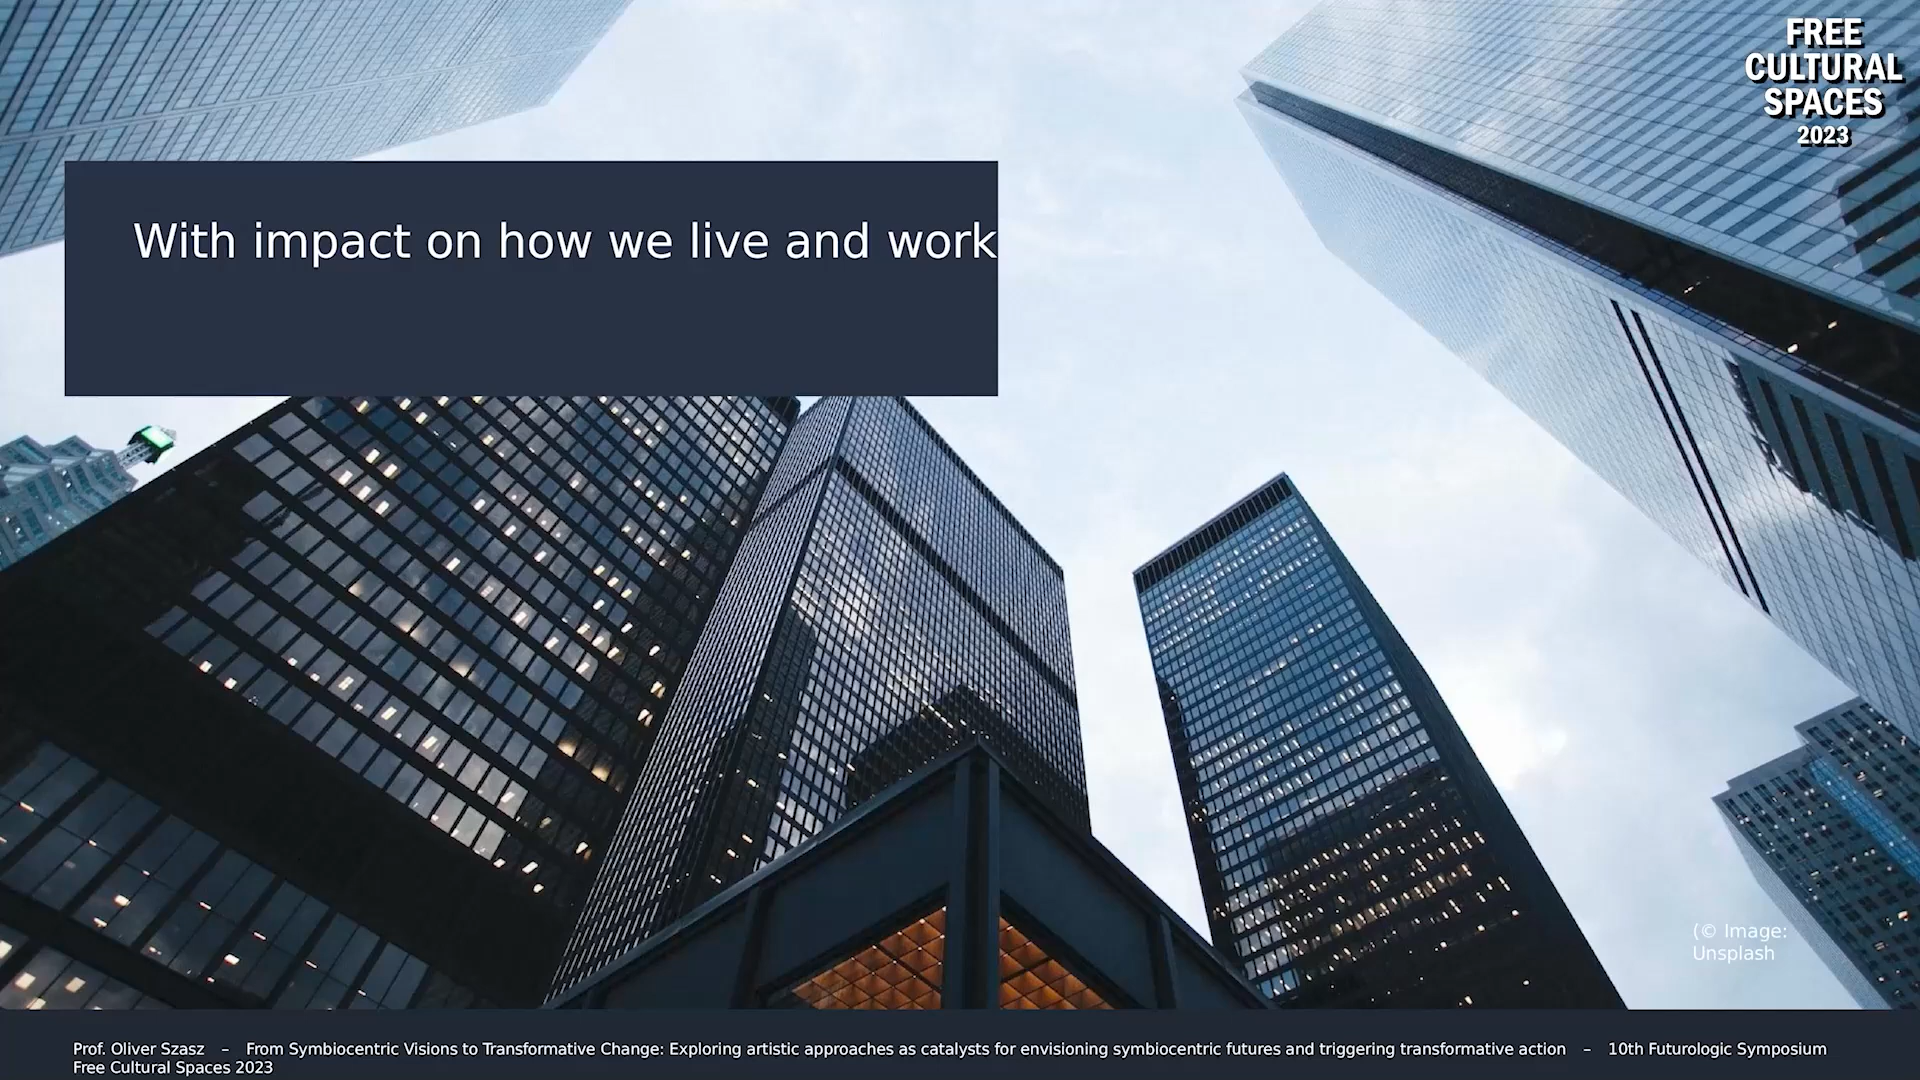 FREE
CULTURAL
SPACES
2023
With impact on how we live and work
(© Image:
Unsplash
Prof. Oliver Szasz – From Symbiocentric Visions to Transformative Change: Exploring artistic approaches as catalysts for envisioning symbiocentric futures and triggering transformative action – 10th Futurologic Symposium
Free Cultural Spaces 2023